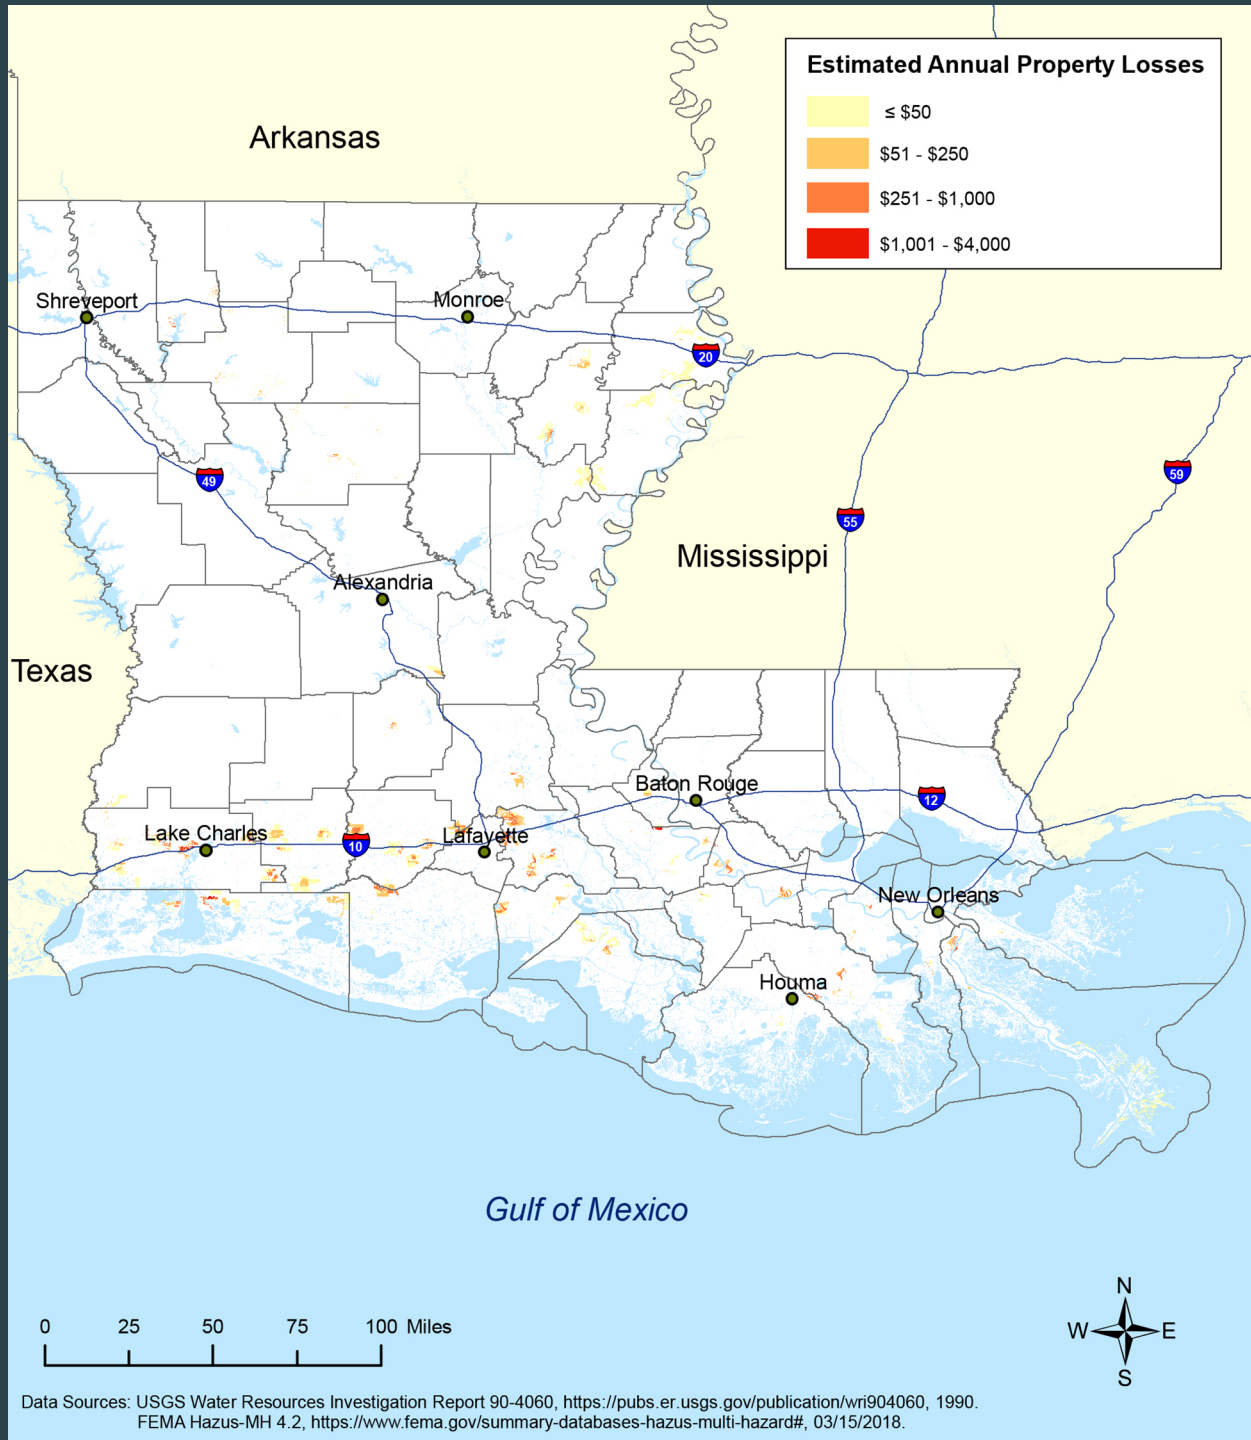 Estimated Annual Property Losses
≤ $50
$51 - $250
$251 - $1,000
$1,001 - $4,000
Arkansas
Shreveport
Monroe
20
49
59
55
Mississippi
Alexandria
Texas
Baton Rouge
12
Lake Charles
10
Lafayette
New Orleans
Houma
Gulf of Mexico
0 25 50 75 100 Miles
N
W E
S
Data Sources: USGS Water Resources Investigation Report 90-4060, https://pubs.er.usgs.gov/publication/wri904060, 1990.
FEMA Hazus-MH 4.2, https://www.fema.gov/summary-databases-hazus-multi-hazard#, 03/15/2018.